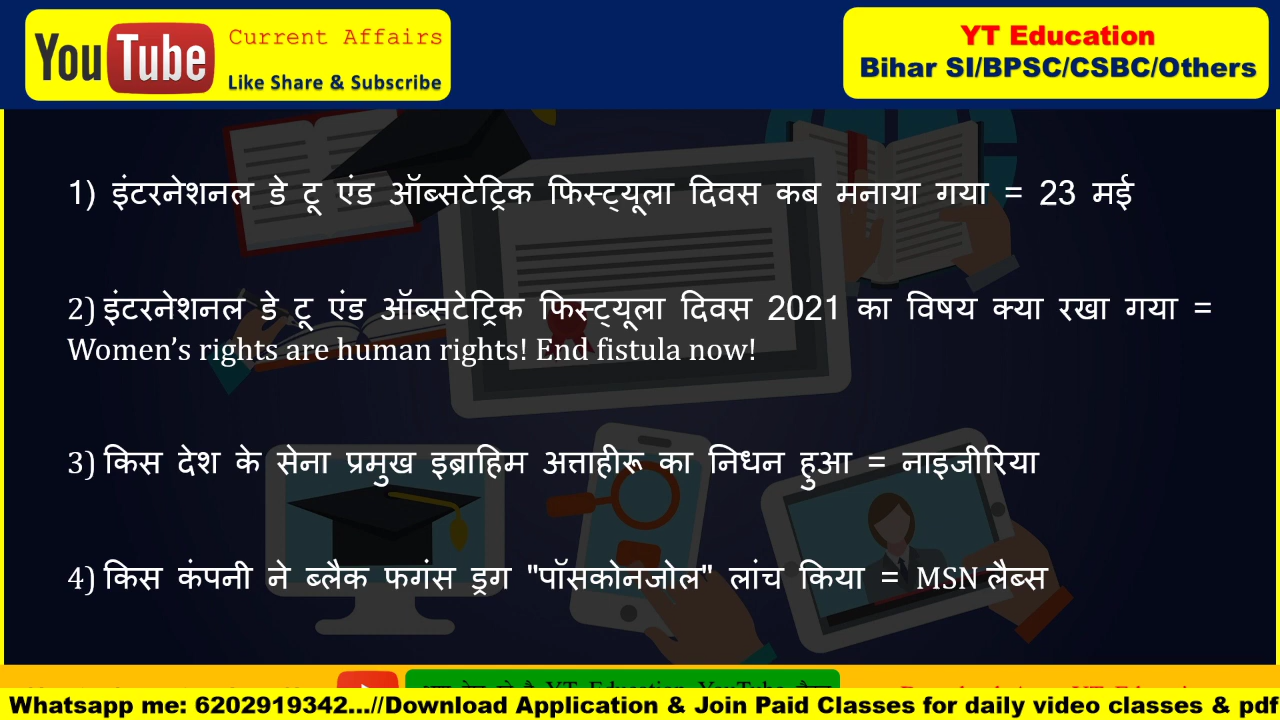 YouTube
Current Affairs
Like Share & Subscribe
YT Education
Bihar SI/BPSC/CSBC/Others
1) इंटरनेशनल डे टू एंड ऑब्सटेट्रिक फिस्ट्यूला दिवस कब मनाया गया = 23 मई
2) इंटरनेशनल डे टू एंड ऑब्सटेट्रिक फिस्ट्यूला दिवस 2021 का विषय क्या रखा गया =
Women’s rights are human rights! End fistula now!
3) किस देश के सेना प्रमुख इब्राहिम अत्ताहीरू का निधन हुआ = नाइजीरिया
4) किस कंपनी ने ब्लैक फगंस ड्रग "पॉसकोनजोल" लांच किया = MSN लैब्स
YT Education YouTube
Whatsapp me: 6202919342...//Download Application & Join Paid Classes for daily video classes & pdf